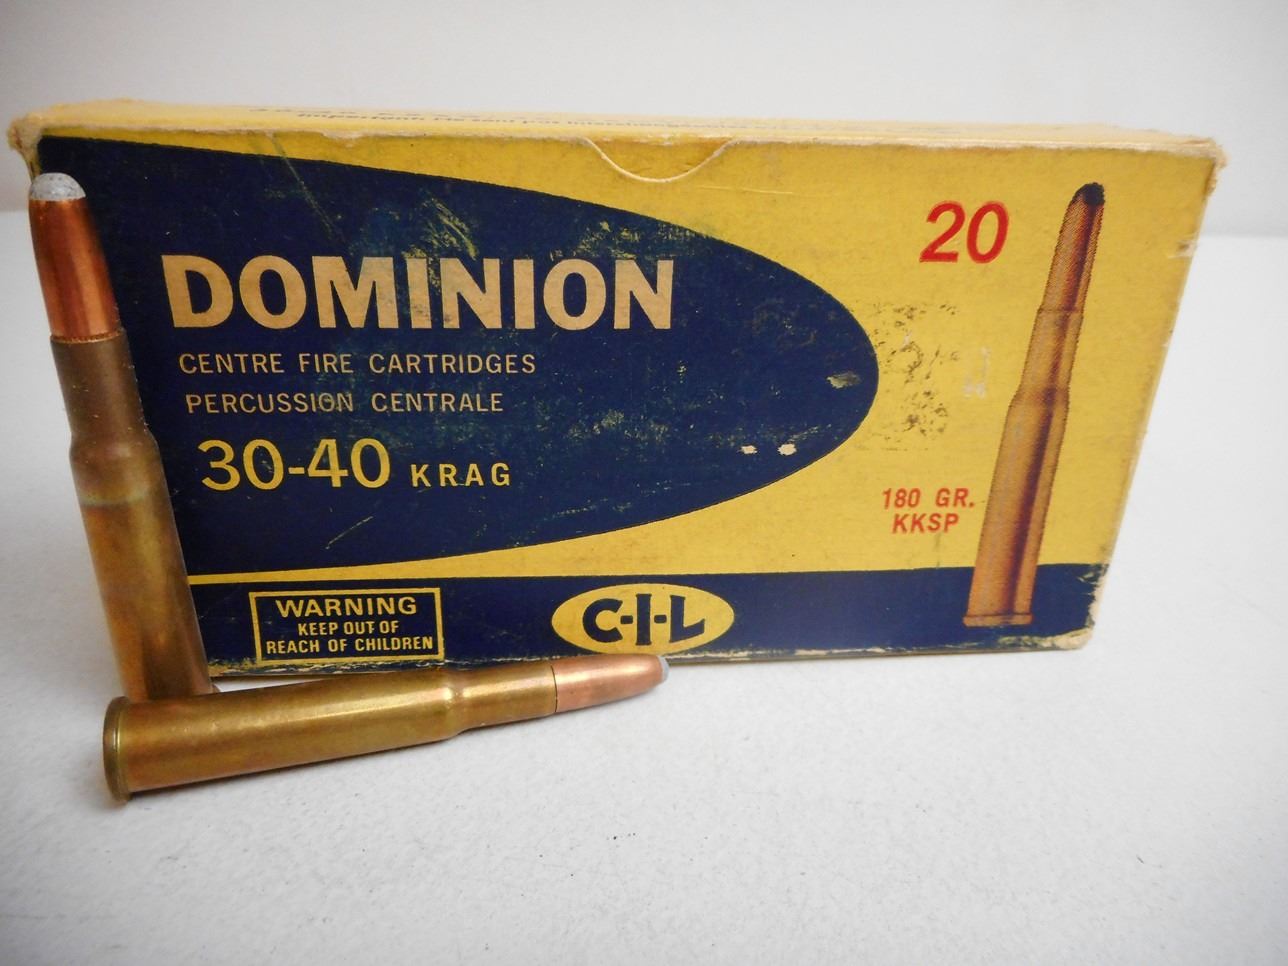 DOMINION
CENTRE FIRE CARTRIDGES
PERCUSSION CENTRALE
30-40 KRAG
20
180 GR.
KKSP
WARNING
KEEP OUT OF
REACH OF CHILDREN
C-I-L